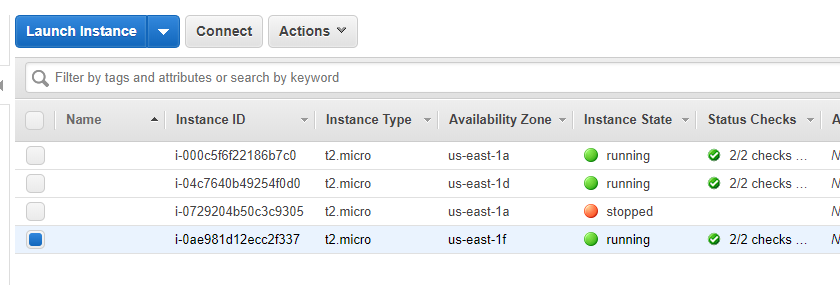 Launch Instance Connect Actions
Filter by tags and attributes or search by keyword
Name Instance ID Instance Type Availability Zone Instance State Status Checks A
i-000c5f6f22186b7c0 t2.micro us-east-1a running 2/2 checks ... N
i-04c7640b49254f0d0 t2.micro us-east-1d running 2/2 checks ... N
i-0729204b50c3c9305 t2.micro us-east-1a stopped N
i-0ae981d12ecc2f337 t2.micro us-east-1f running 2/2 checks ... N